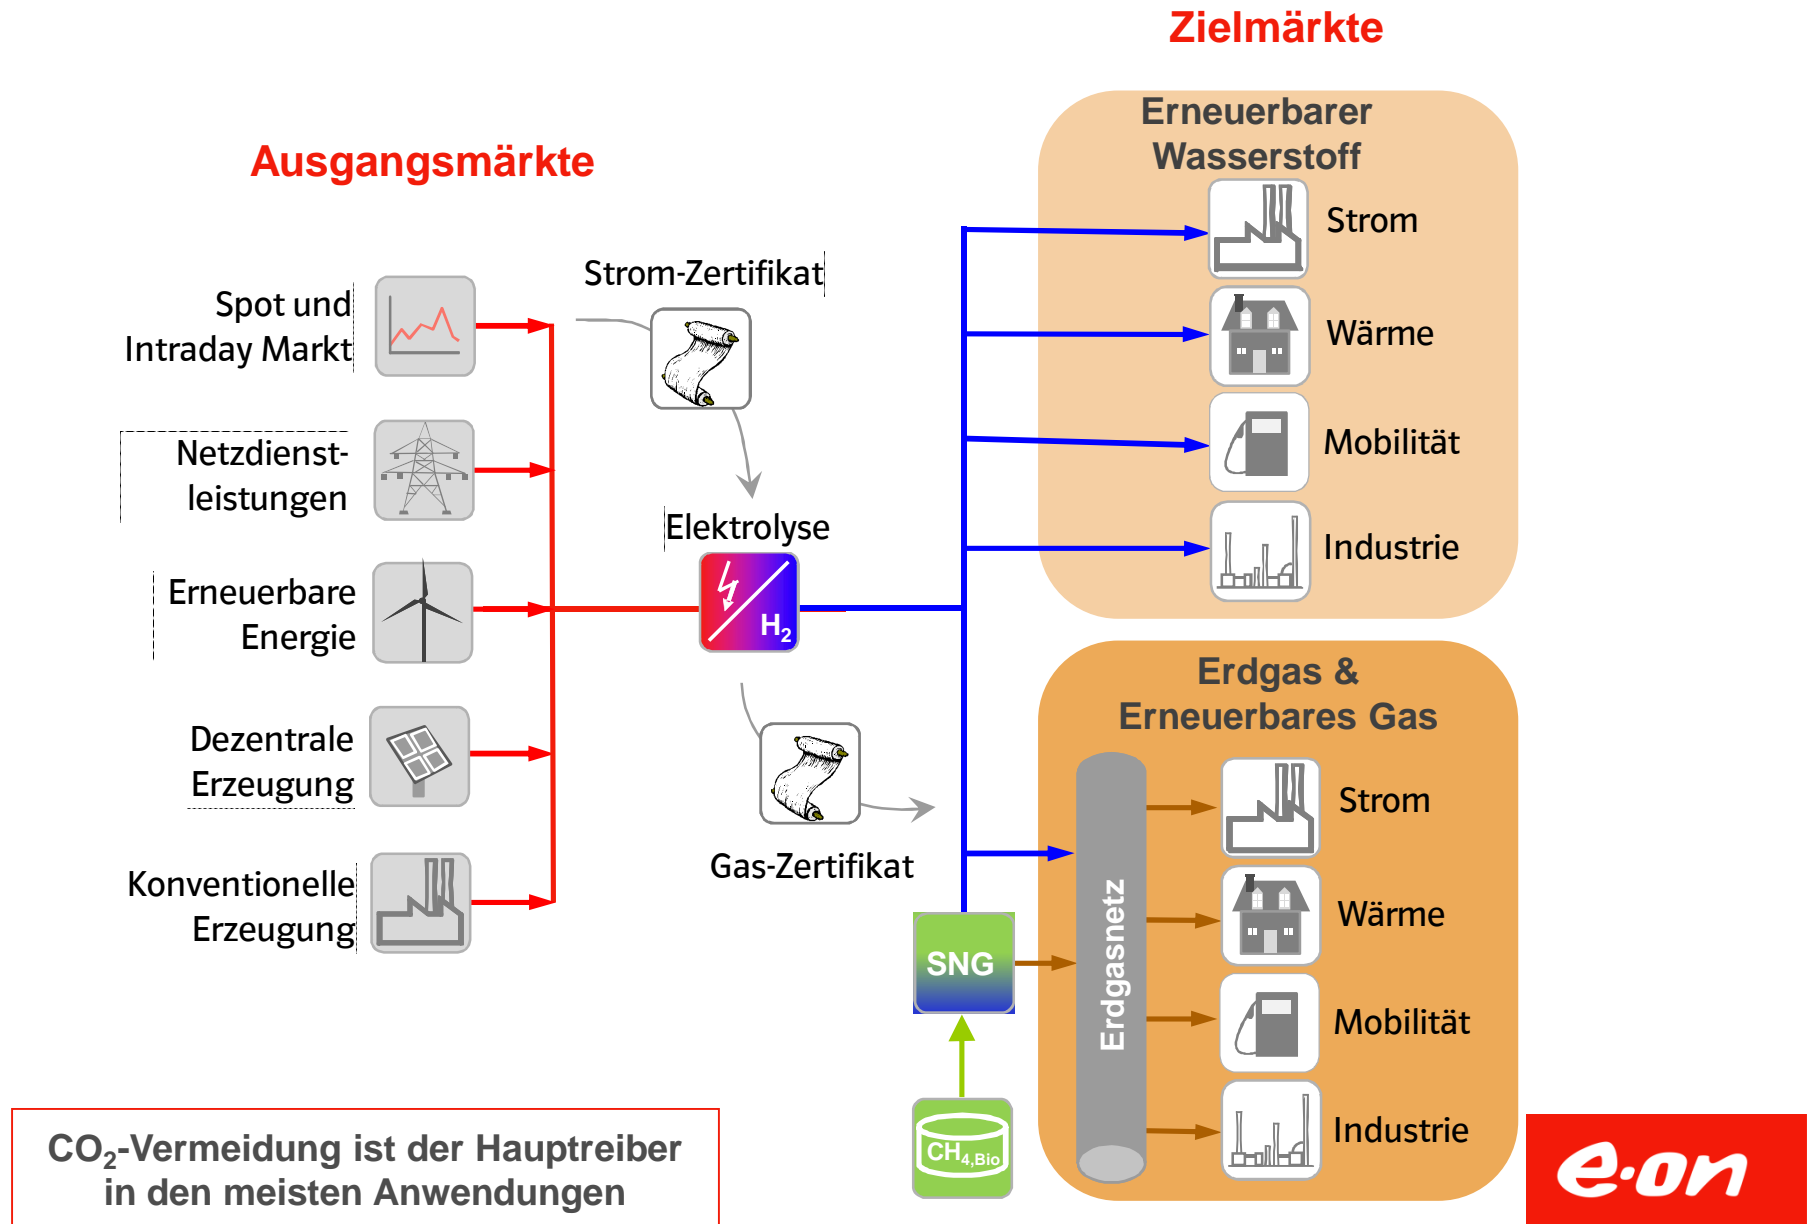 Zielmärkte
Ausgangsmärkte
Erneuerbarer
Wasserstoff
Strom
Wärme
Mobilität
Industrie
Strom-Zertifikat
Spot und
Intraday Markt
Netzdienst-
leistungen
Erneuerbare
Energie
Dezentrale
Erzeugung
Konventionelle
Erzeugung
Elektrolyse
H₂
Gas-Zertifikat
SNG
CH₄,Bio
Erdgas &
Erneuerbares Gas
Erdgasnetz
Strom
Wärme
Mobilität
Industrie
CO₂-Vermeidung ist der Hauptreiber
in den meisten Anwendungen
e·on